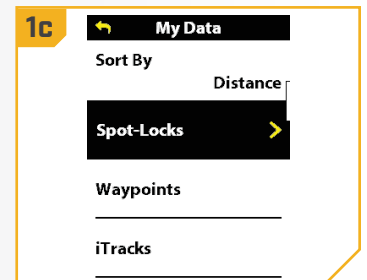 1c
My Data
Sort By
Distance
Spot-Locks
Waypoints
iTracks